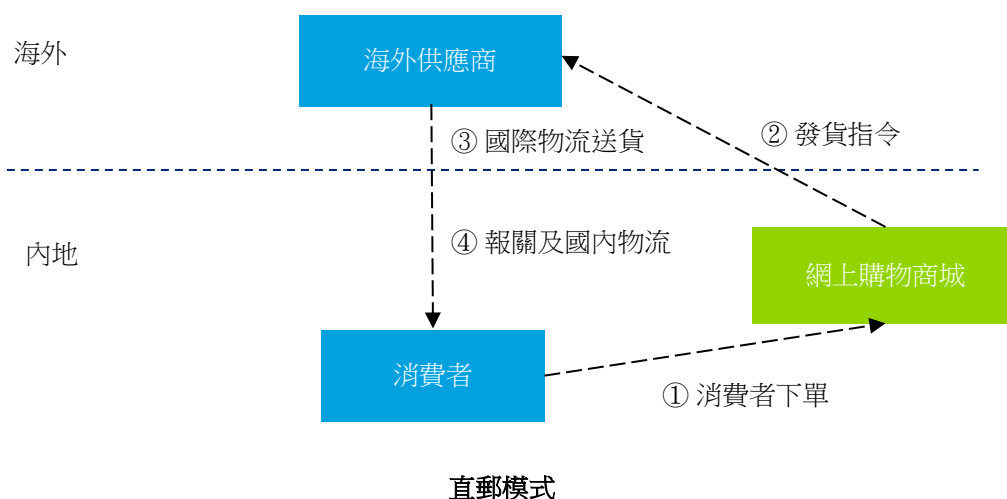 海外
海外供應商
② 發貨指令
③ 國際物流送貨
內地
④ 報關及國內物流
網上購物商城
消費者
① 消費者下單
直郵模式